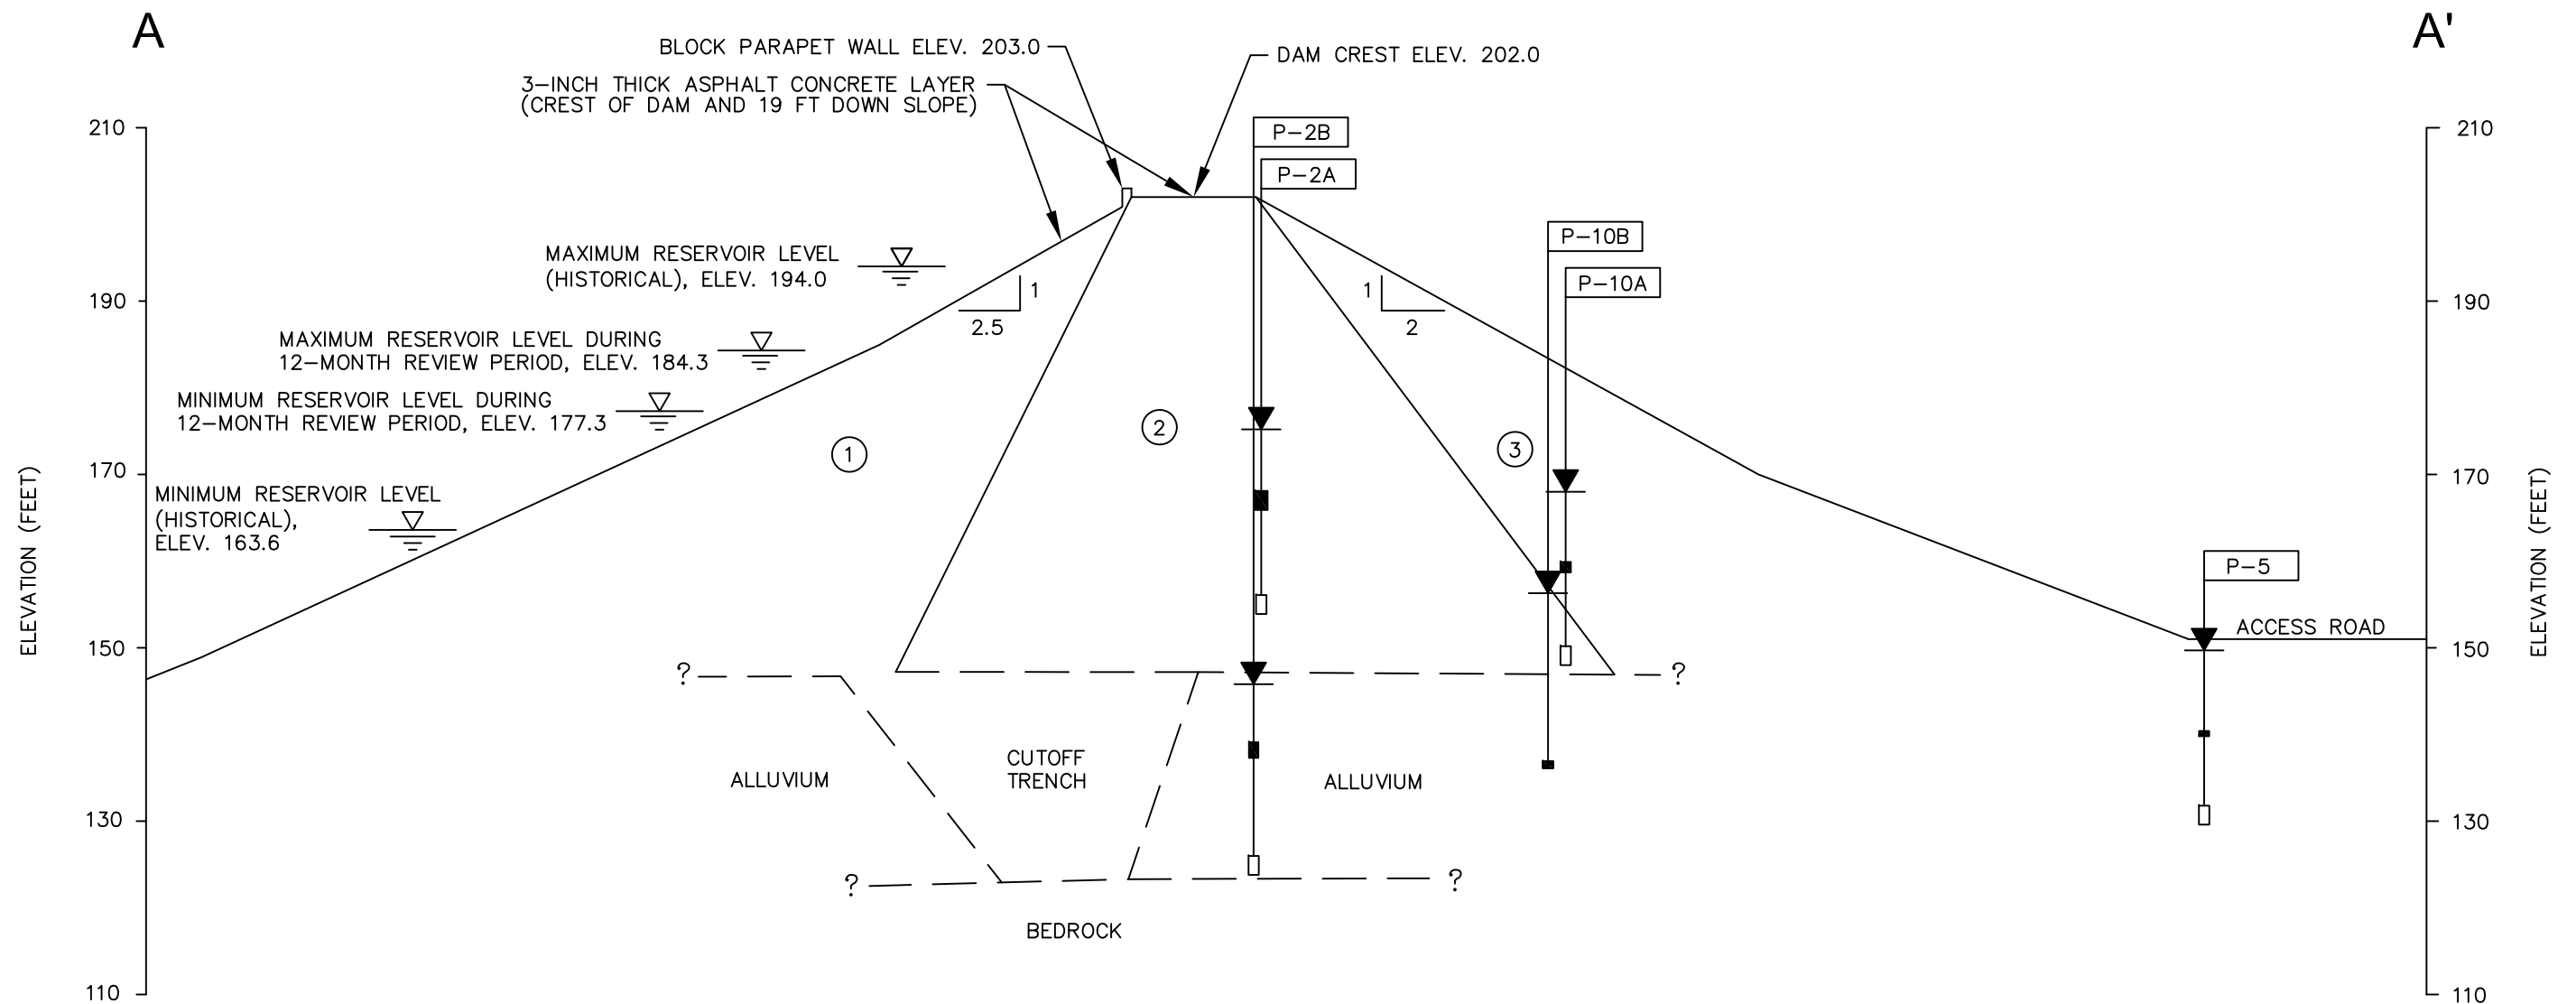 A
A'
BLOCK PARAPET WALL ELEV. 203.0
DAM CREST ELEV. 202.0
3-INCH THICK ASPHALT CONCRETE LAYER
(CREST OF DAM AND 19 FT DOWN SLOPE)
210
P-2B
210
P-2A
P-10B
MAXIMUM RESERVOIR LEVEL
(HISTORICAL), ELEV. 194.0
P-10A
190
1
1
190
2.5
2
MAXIMUM RESERVOIR LEVEL DURING
12-MONTH REVIEW PERIOD, ELEV. 184.3
MINIMUM RESERVOIR LEVEL DURING
12-MONTH REVIEW PERIOD, ELEV. 177.3
1
2
3
170
170
MINIMUM RESERVOIR LEVEL
(HISTORICAL),
ELEV. 163.6
ELEVATION (FEET)
ELEVATION (FEET)
P-5
ACCESS ROAD
150
150
?
?
ALLUVIUM
CUTOFF
TRENCH
ALLUVIUM
130
130
?
?
BEDROCK
110
110